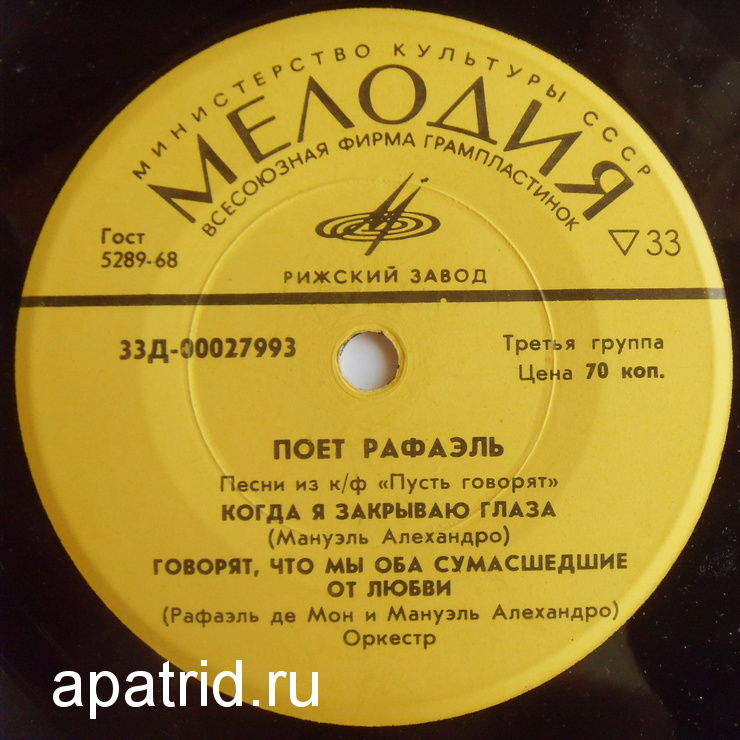 МИНИСТЕРСТВО КУЛЬТУРЫ СССР
МЕЛОДИЯ
ВСЕСОЮЗНАЯ ФИРМА ГРАМПЛАСТИНОК
Гост
5289-68
▽33
РИЖСКИЙ ЗАВОД
33Д-00027993
Третья группа
Цена 70 коп.
ПОЕТ РАФАЭЛЬ
Песни из к/ф «Пусть говорят»
КОГДА Я ЗАКРЫВАЮ ГЛАЗА
(Мануэль Алехандро)
ГОВОРЯТ, ЧТО МЫ ОБА СУМАСШЕДШИЕ
ОТ ЛЮБВИ
(Рафаэль де Мон и Мануэль Алехандро)
Оркестр
apatrid.ru